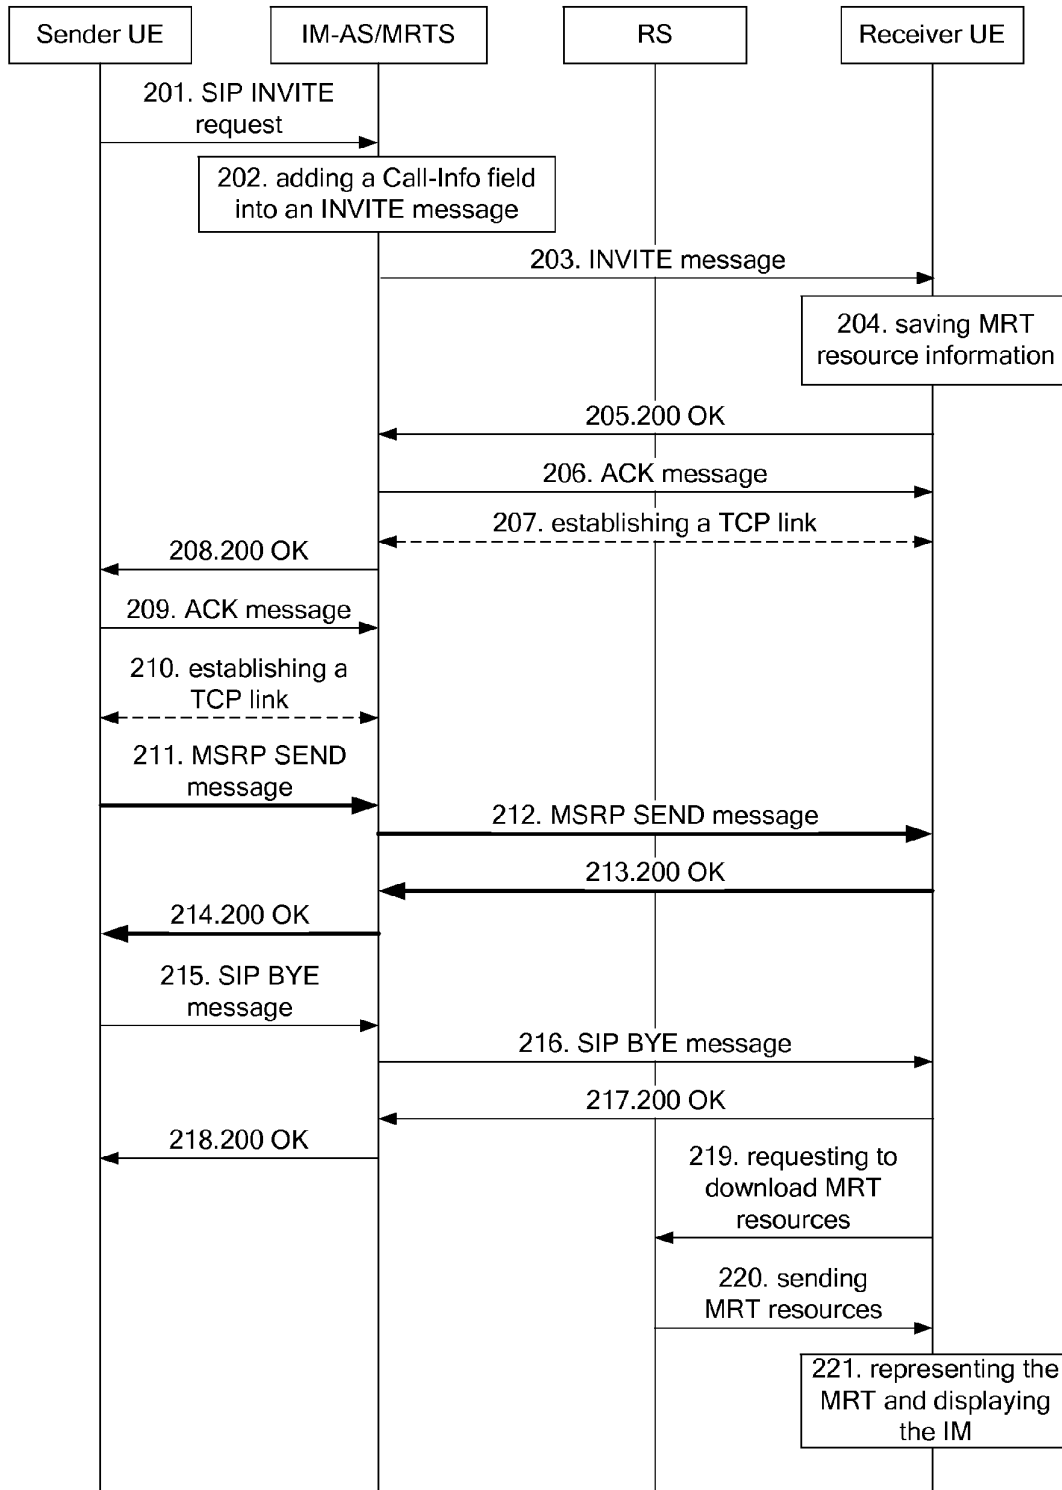 Sender UE
IM-AS/MRTS
RS
Receiver UE
201. SIP INVITE
request
202. adding a Call-Info field
into an INVITE message
203. INVITE message
204. saving MRT
resource information
205.200 OK
206. ACK message
207. establishing a TCP link
208.200 OK
209. ACK message
210. establishing a
TCP link
211. MSRP SEND
message
212. MSRP SEND message
213.200 OK
214.200 OK
215. SIP BYE
message
216. SIP BYE message
217.200 OK
218.200 OK
219. requesting to
download MRT
resources
220. sending
MRT resources
221. representing the
MRT and displaying
the IM